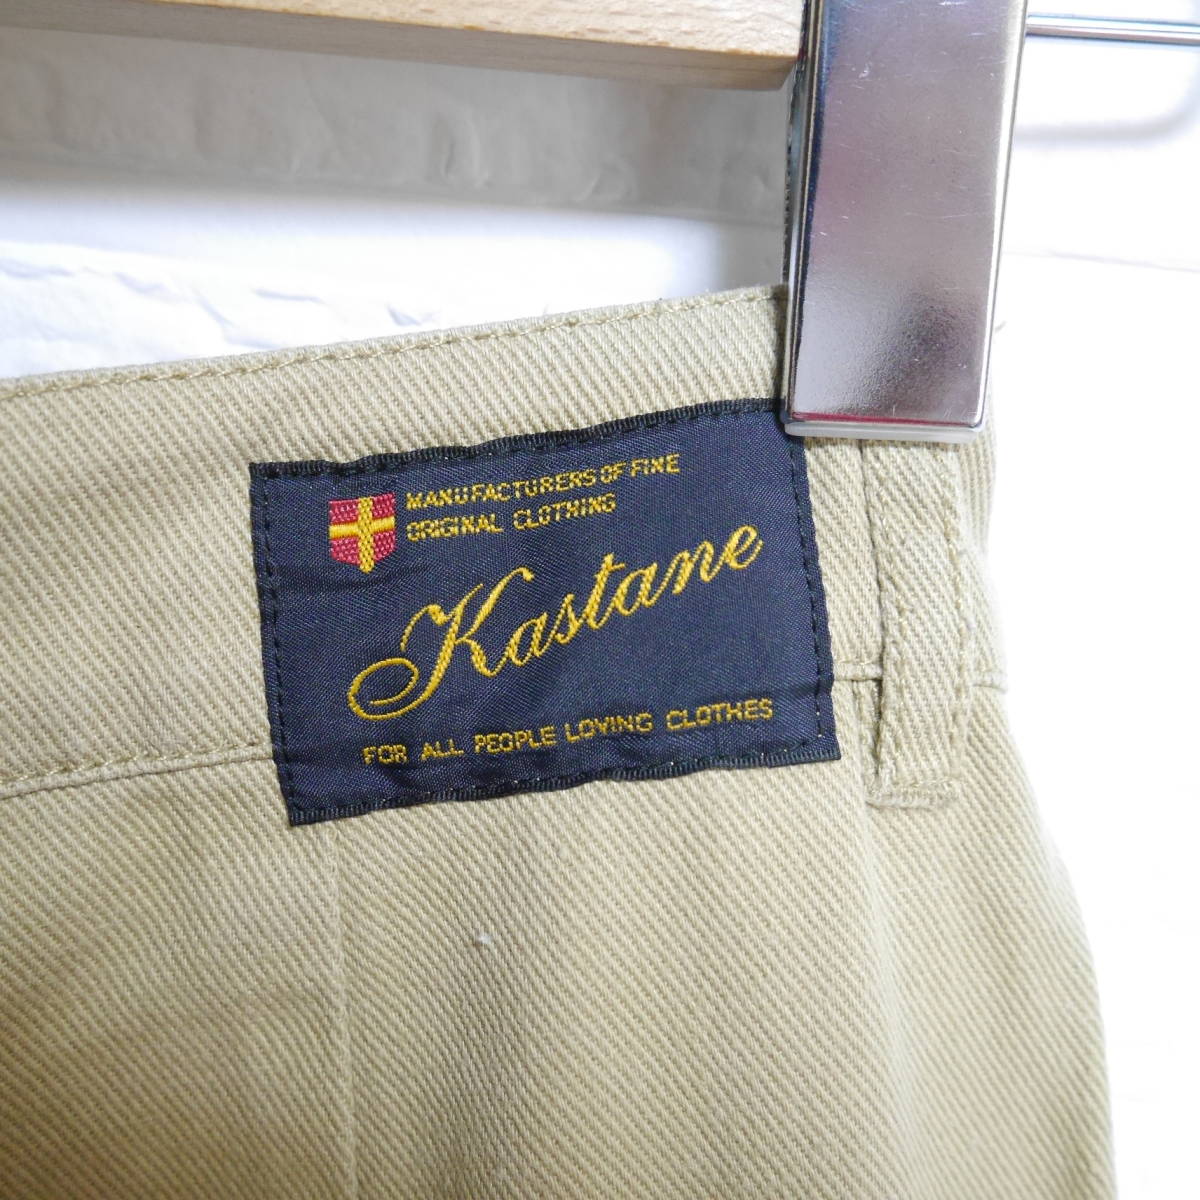 MANUFACTURERS OF FINE
ORIGINAL CLOTHING
Kastane
FOR ALL PEOPLE LOVING CLOTHES